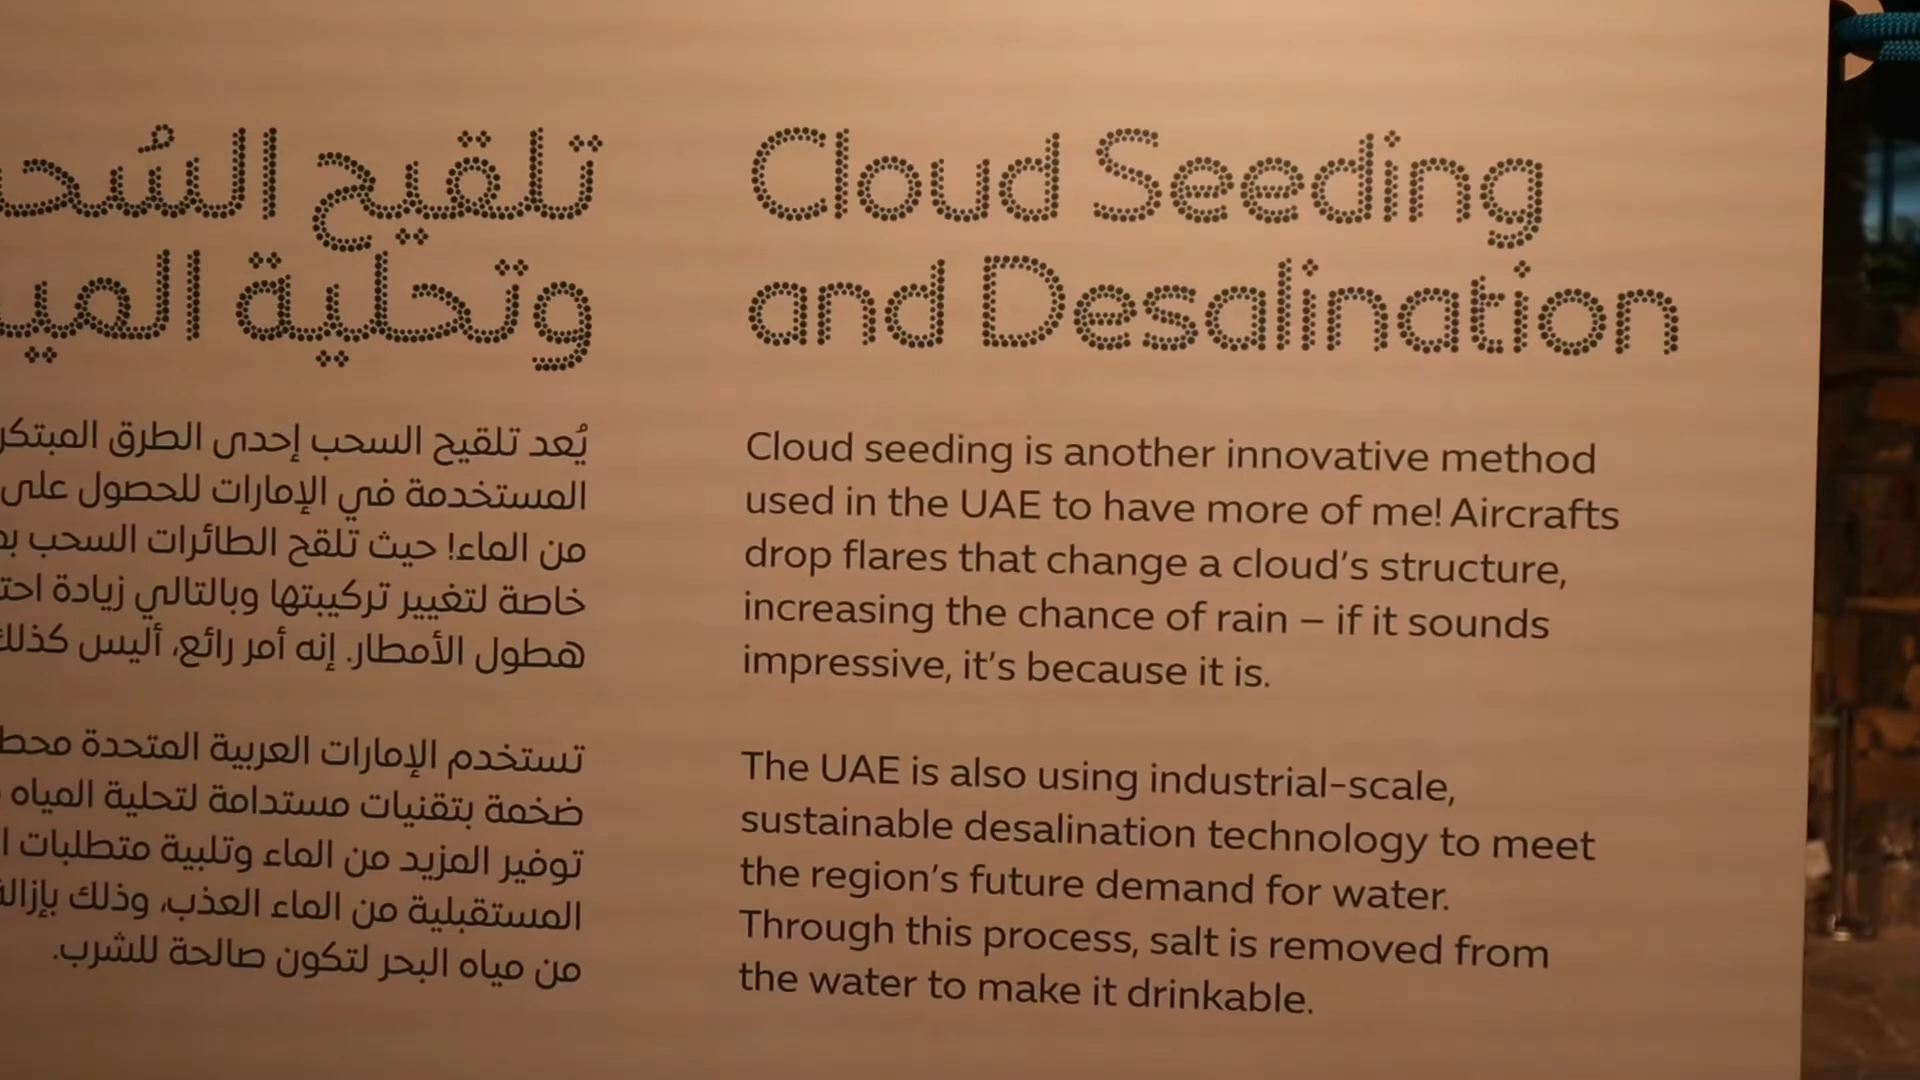 تلقيح
وتحلية
يُعد تلقيح السحب إحدى الطرق
المستخدمة في الإمارات للحصول على
من الماء! حيث تلقح الطائرات السحب
خاصة لتغيير تركيبتها وبالتالي زيادة
هطول الأمطار. إنه أمر رائع، أليس
تستخدم الإمارات العربية المتحدة
ضخمة بتقنيات مستدامة لتحلية المياه
توفير المزيد من الماء وتلبية متطلبات
المستقبلية من الماء العذب، وذلك
من مياه البحر لتكون صالحة للشرب.
Cloud Seeding
and Desalination
Cloud seeding is another innovative method
used in the UAE to have more of me! Aircrafts
drop flares that change a cloud's structure,
increasing the chance of rain – if it sounds
impressive, it's because it is.
The UAE is also using industrial-scale,
sustainable desalination technology to meet
the region's future demand for water.
Through this process, salt is removed from
the water to make it drinkable.